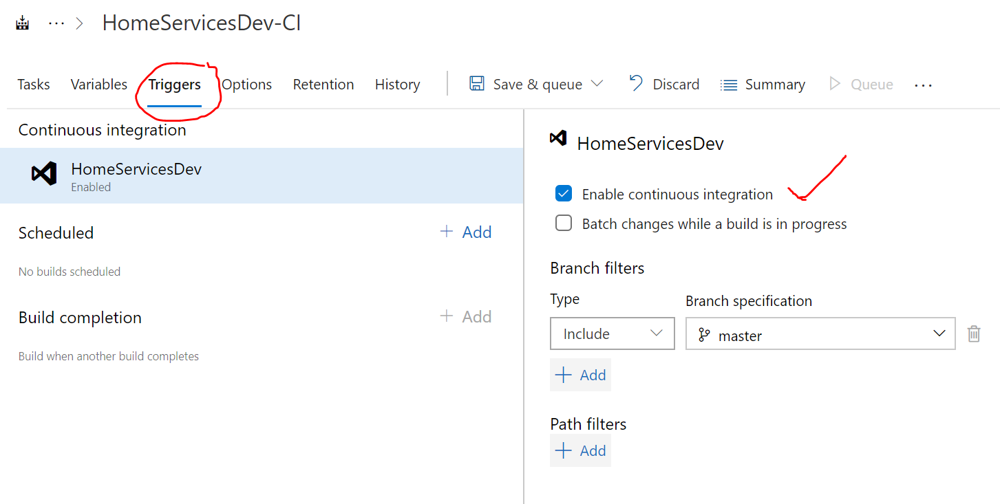 ··· > HomeServicesDev-CI
Tasks Variables Triggers Options Retention History Save & queue Discard Summary Queue ···
Continuous integration
HomeServicesDev
Enabled
Scheduled + Add
No builds scheduled
Build completion + Add
Build when another build completes
HomeServicesDev
Enable continuous integration
Batch changes while a build is in progress
Branch filters
Type Branch specification
Include master
+ Add
Path filters
+ Add